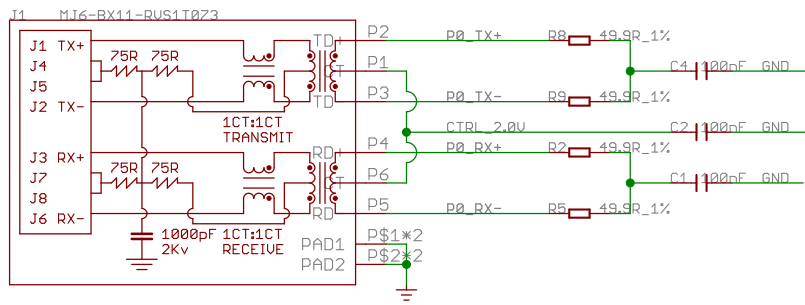 J1 MJ6-BX11-RVS1T073
J1 TX+
J4
J5
J2 TX-
75R 75R
TD+
CT
TD-
1CT:1CT
TRANSMIT
J3 RX+
J7
J8
J6 RX-
75R 75R
RD+
CT
RD-
1000pF
2Kv
1CT:1CT
RECEIVE
PAD1
PAD2
P2
P1
P3
P4
P6
P5
P$1*2
P$2*2
P0_TX+ R8 49.9R_1%
C4 100nF GND
P0_TX- R9 49.9R_1%
CTRL_2.0V C2 100nF GND
P0_RX+ R2 49.9R_1%
C1 100nF GND
P0_RX- R5 49.9R_1%